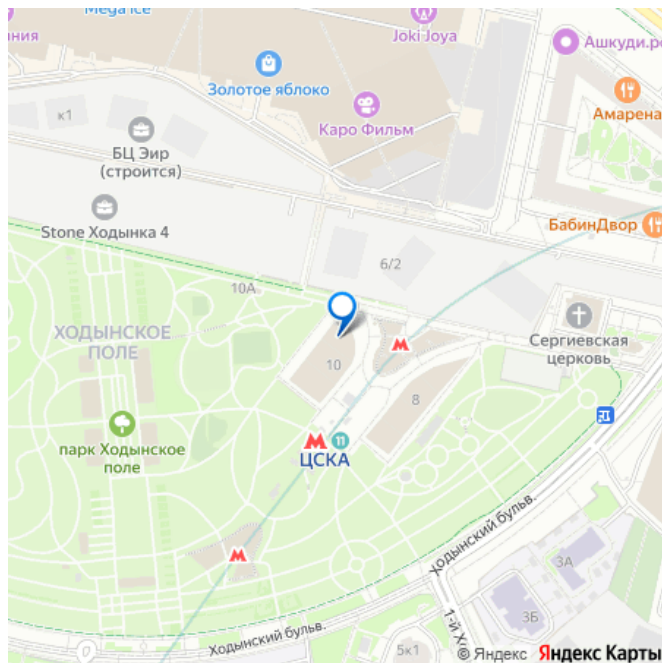 Mega Ice
Joki Joya
Ашкуди.ро
Золотое яблоко
Каро Фильм
Амарена
к1
БЦ Эир
(строится)
Stone Ходынка 4
БабинДвор
6/2
10А
Сергиевская
церковь
ХОДЫНСКОЕ
ПОЛЕ
10
8
парк Ходынское
поле
11
ЦСКА
Ходынский бульв.
3А
3Б
1-й Х
Ходынский бульв.
5к1
© Яндекс Яндекс Карты